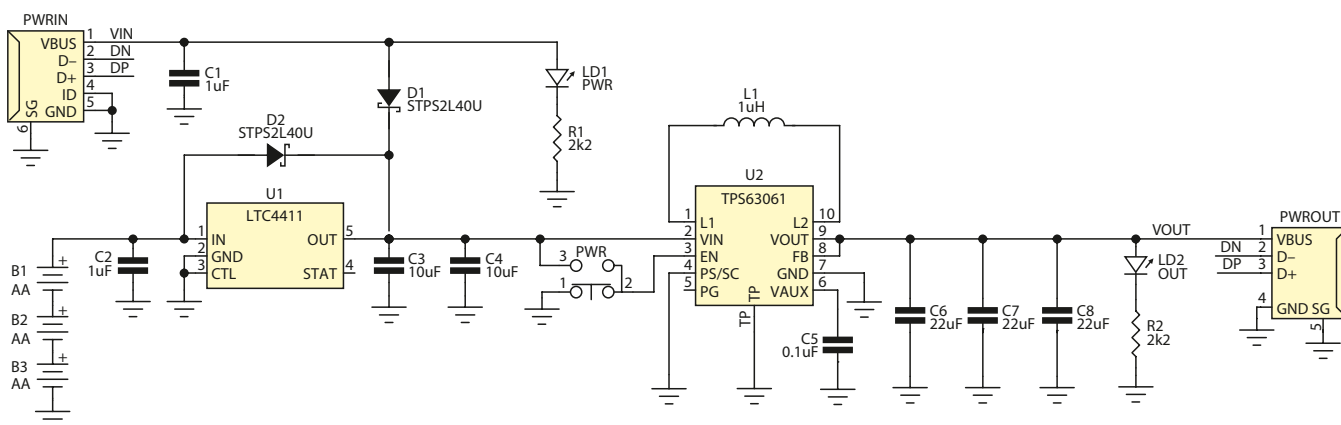 PWRIN
VBUS 1 VIN
D– 2 DN
D+ 3 DP
ID 4
GND 5
SG
6
C1
1uF
D1
STPS2L40U
LD1
PWR
R1
2k2
D2
STPS2L40U
U1
LTC4411
1 IN OUT 5
2 GND
3 CTL STAT 4
C2
1uF
B1
AA
+
B2
AA
+
B3
AA
+
C3
10uF
C4
10uF
3 PWR
1 2
L1
1uH
U2
TPS63061
1 L1 L2 10
2 VIN VOUT 9
3 EN FB 8
4 PS/SC GND 7
5 PG VAUX 6
TP
TP
C5
0.1uF
C6
22uF
C7
22uF
C8
22uF
LD2
OUT
R2
2k2
VOUT
PWROUT
1 VBUS
DN 2 D–
DP 3 D+
4 GND SG
5